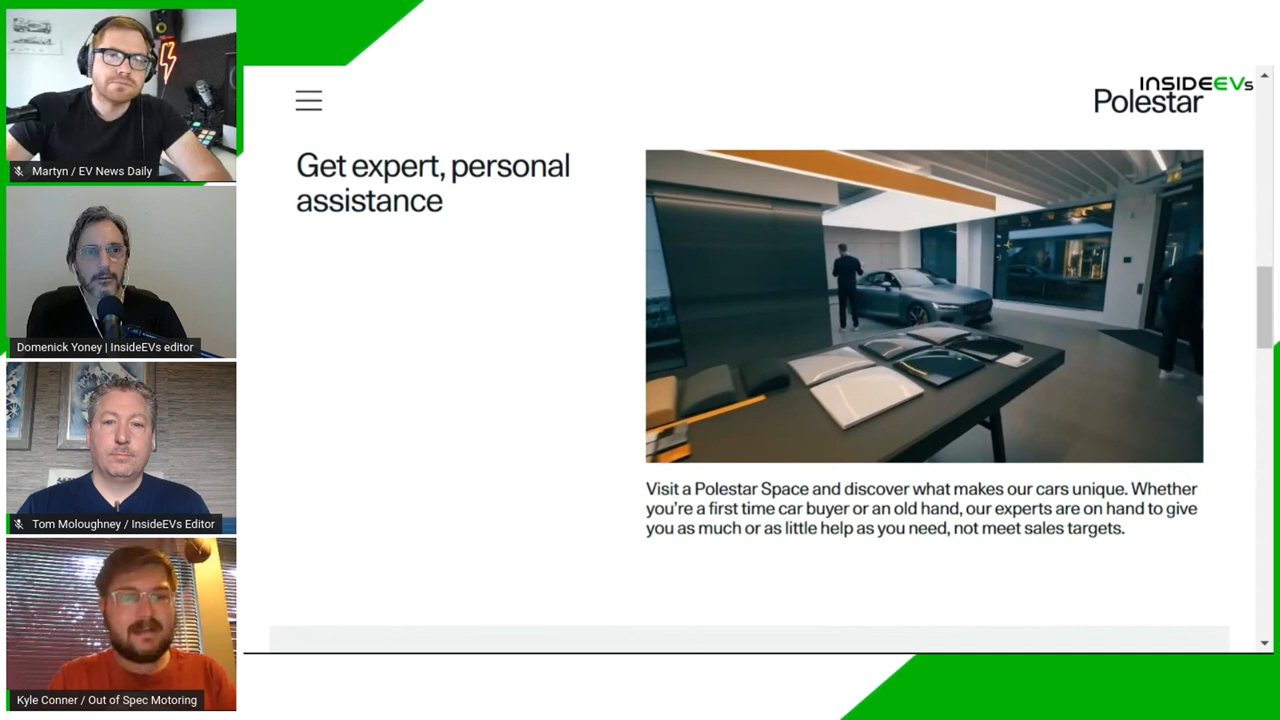 Martyn / EV News Daily
Domenick Yoney | InsideEVs editor
Tom Moloughney / InsideEVs Editor
Kyle Conner / Out of Spec Motoring
INSIDEEVs
Polestar
Get expert, personal
assistance
Visit a Polestar Space and discover what makes our cars unique. Whether
you're a first time car buyer or an old hand, our experts are on hand to give
you as much or as little help as you need, not meet sales targets.